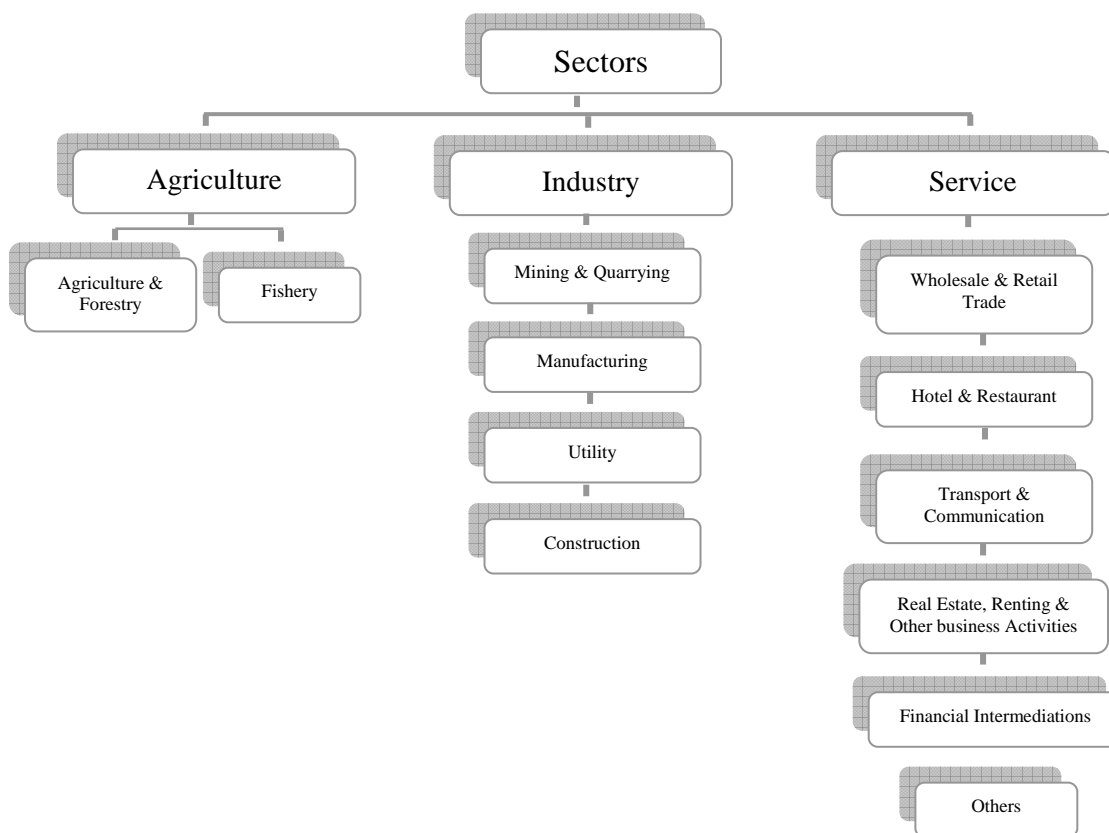 Sectors
Agriculture
Industry
Service
Agriculture &
Forestry
Fishery
Mining & Quarrying
Manufacturing
Utility
Construction
Wholesale & Retail
Trade
Hotel & Restaurant
Transport &
Communication
Real Estate, Renting &
Other business Activities
Financial Intermediations
Others